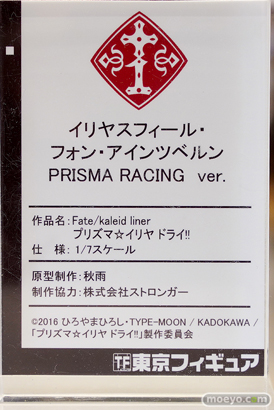 イリヤスフィール・
フォン・アインツベルン
PRISMA RACING ver.
作品名：Fate/kaleid liner
プリズマ☆イリヤ ドライ!!
仕　様：1/7スケール
原型制作：秋雨
制作協力：株式会社ストロンガー
©2016 ひろやまひろし・TYPE-MOON / KADOKAWA /
「プリズマ☆イリヤ ドライ!!」製作委員会
TF 東京フィギュア
moeyo.com